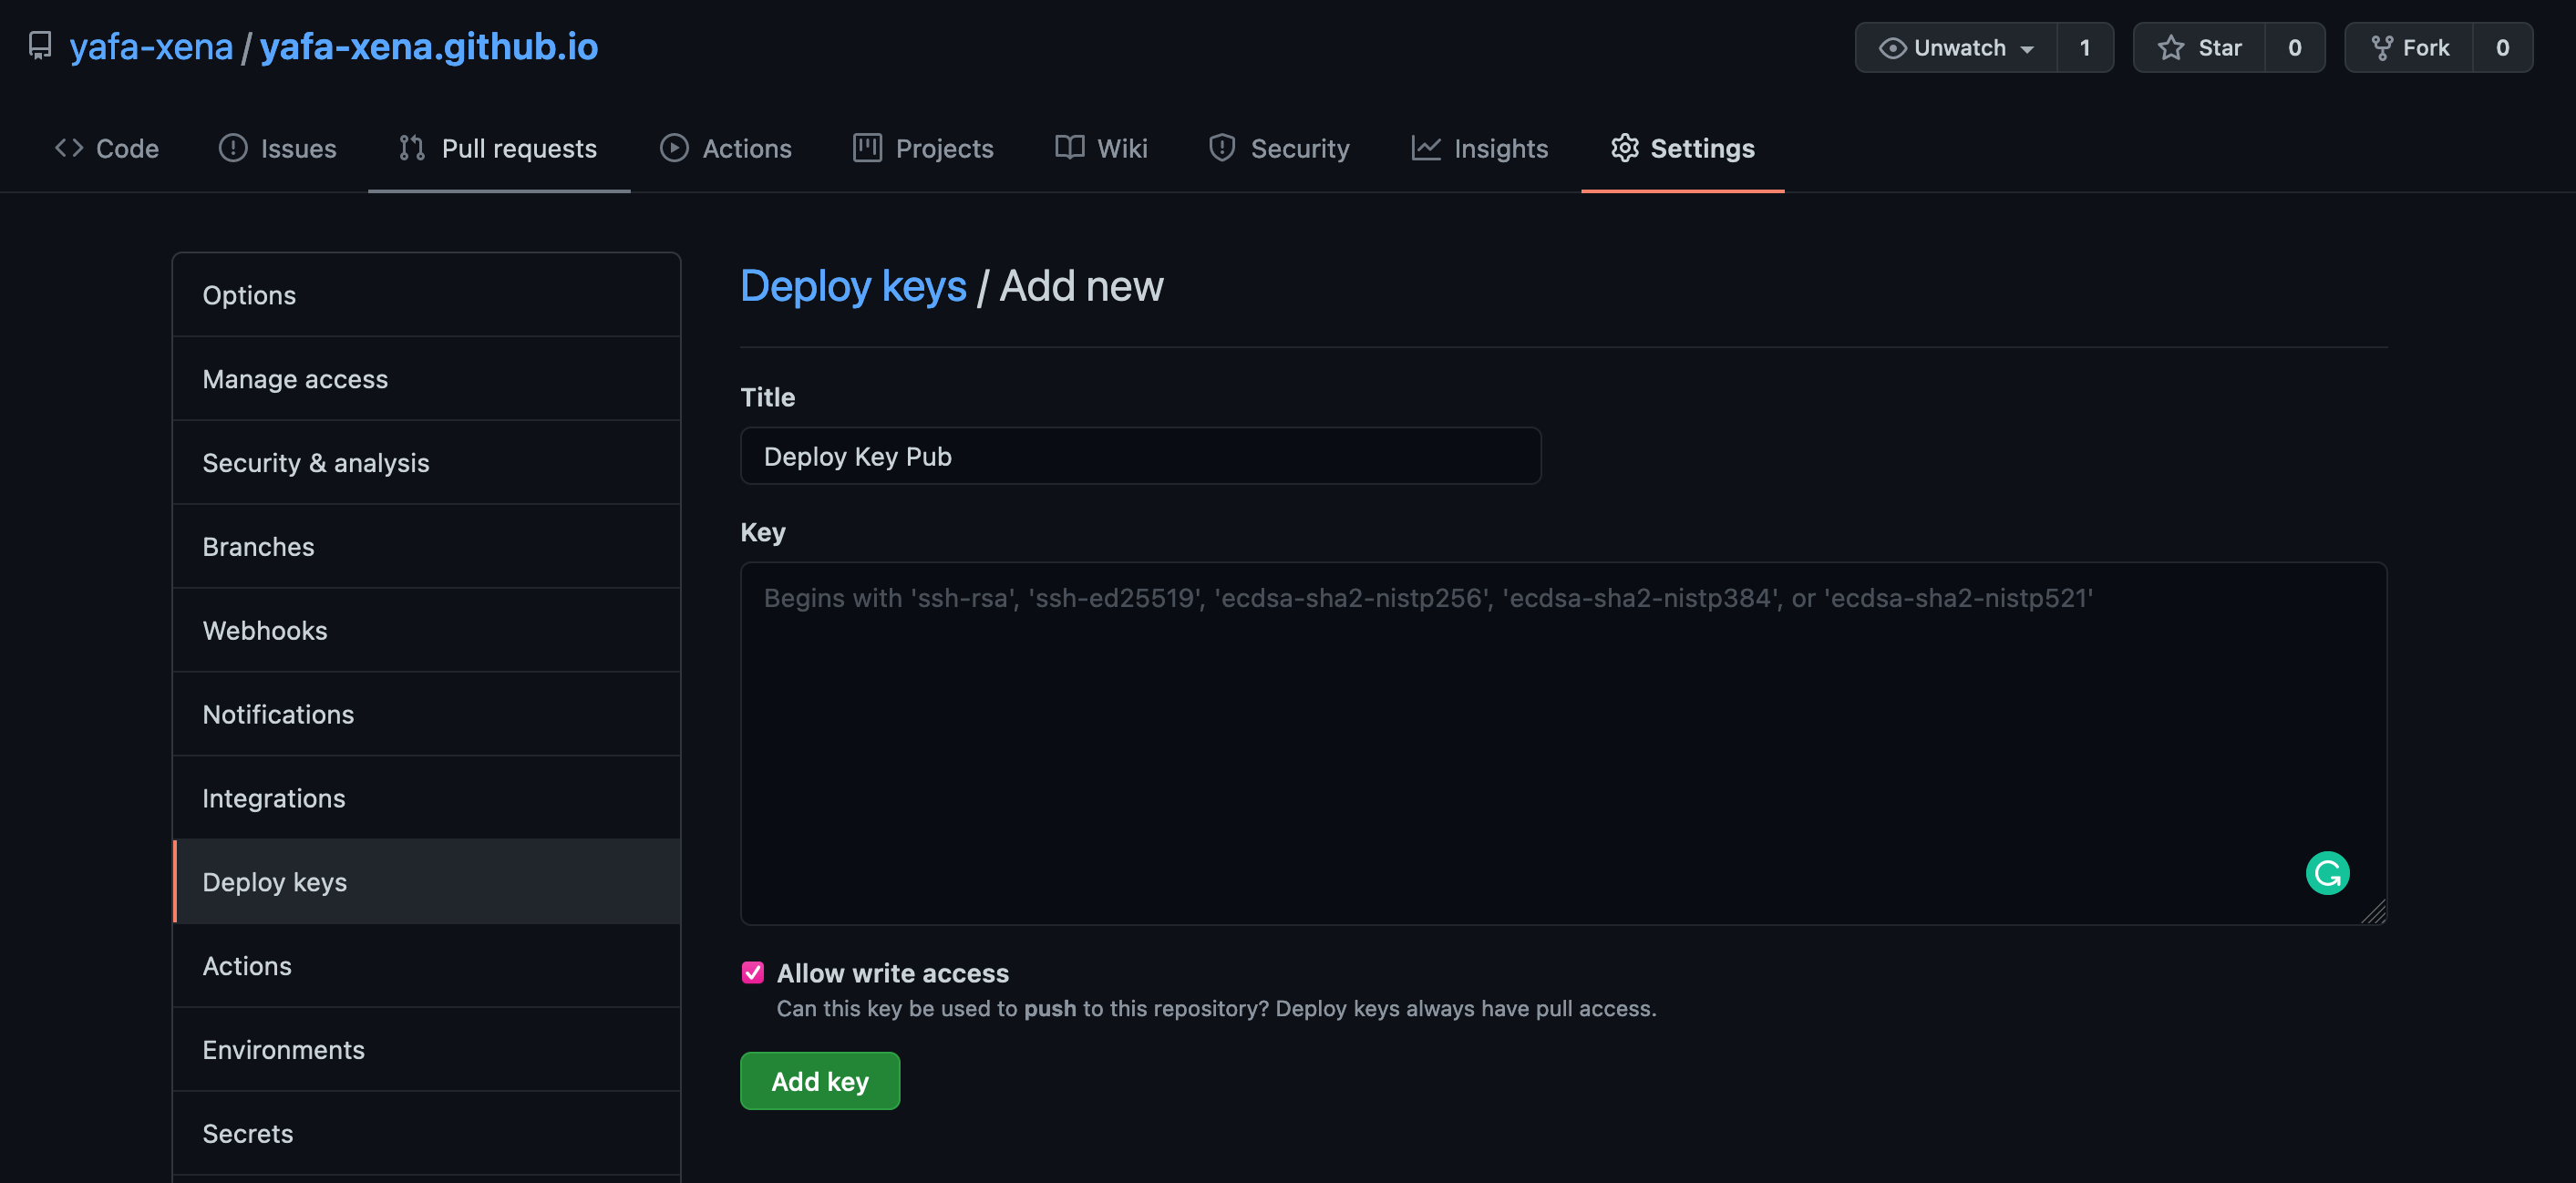 yafa-xena / yafa-xena.github.io
Unwatch 1 Star 0 Fork 0
Code Issues Pull requests Actions Projects Wiki Security Insights Settings
Options
Manage access
Security & analysis
Branches
Webhooks
Notifications
Integrations
Deploy keys
Actions
Environments
Secrets
Deploy keys / Add new
Title
Deploy Key Pub
Key
Begins with 'ssh-rsa', 'ssh-ed25519', 'ecdsa-sha2-nistp256', 'ecdsa-sha2-nistp384', or 'ecdsa-sha2-nistp521'
Allow write access
Can this key be used to push to this repository? Deploy keys always have pull access.
Add key